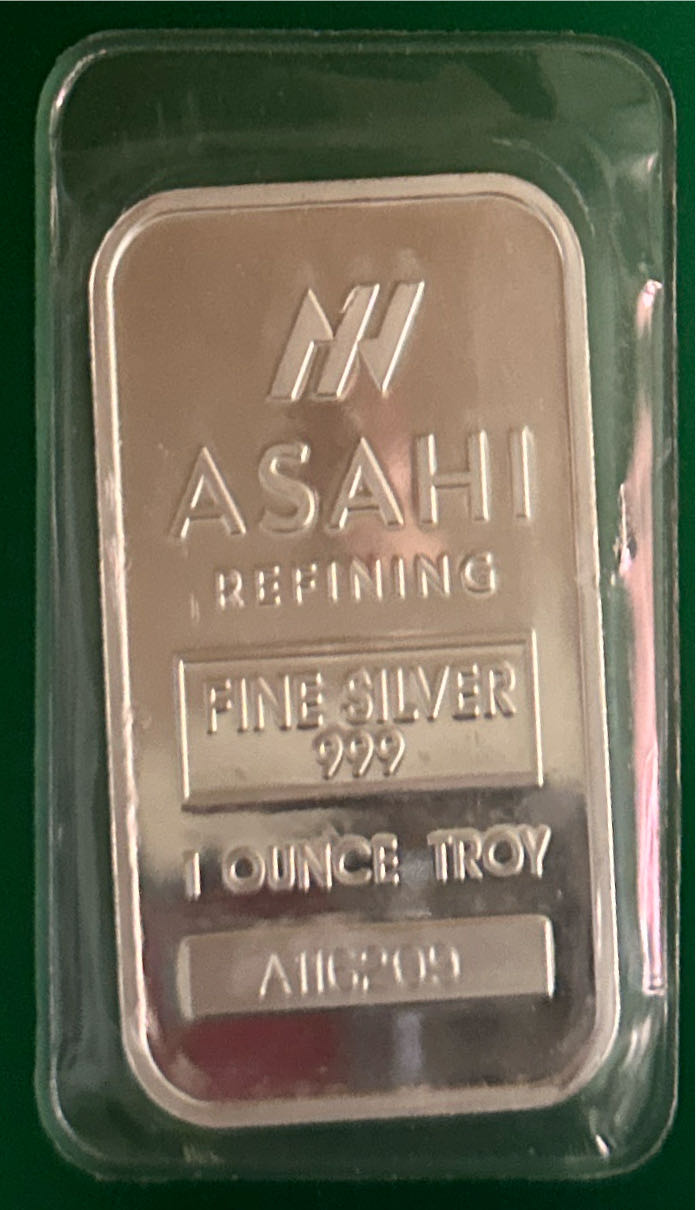 ASAHI
REFINING
FINE SILVER
999
1 OUNCE TROY
A116209